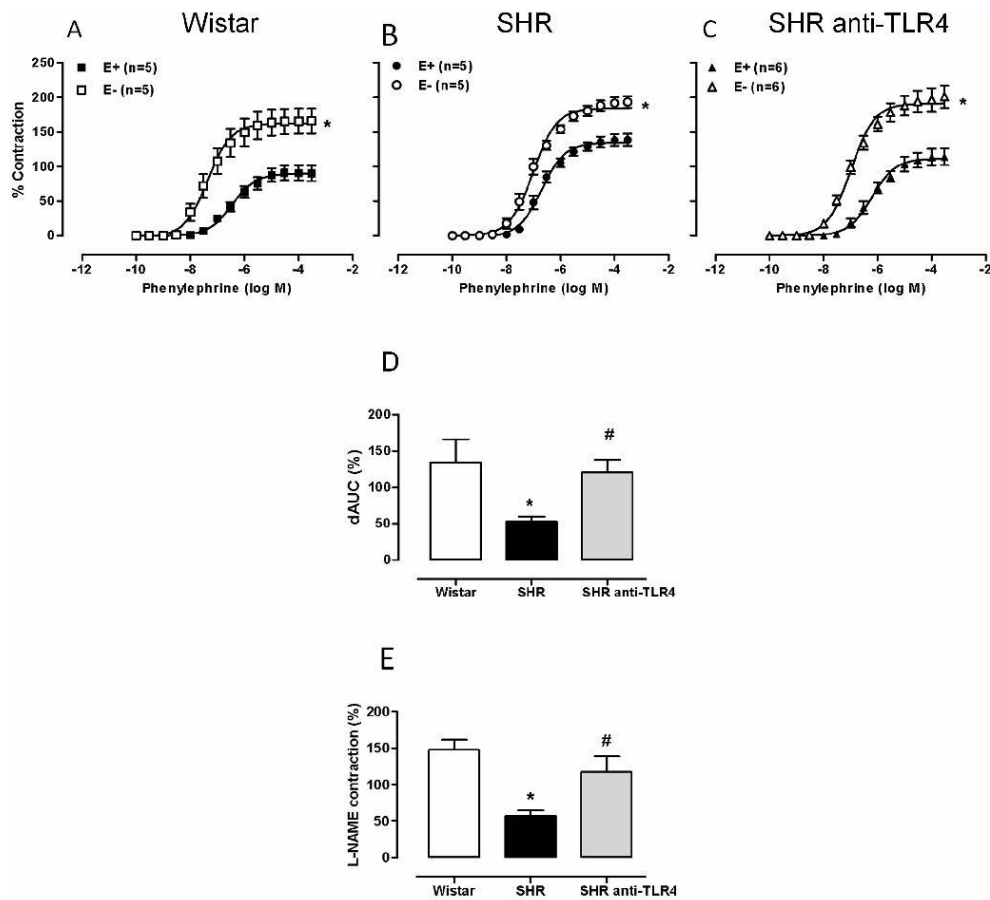 A Wistar
B SHR
C SHR anti-TLR4
E+ (n=5)
E- (n=5)
% Contraction
250
200
150
100
50
0
-12 -10 -8 -6 -4 -2
Phenylephrine (log M)
*
E+ (n=5)
E- (n=5)
-12 -10 -8 -6 -4 -2
Phenylephrine (log M)
*
E+ (n=6)
E- (n=6)
-12 -10 -8 -6 -4 -2
Phenylephrine (log M)
*
D
dAUC (%)
200
150
100
50
0
*
#
Wistar SHR SHR anti-TLR4
E
L-NAME contraction (%)
200
150
100
50
0
*
#
Wistar SHR SHR anti-TLR4